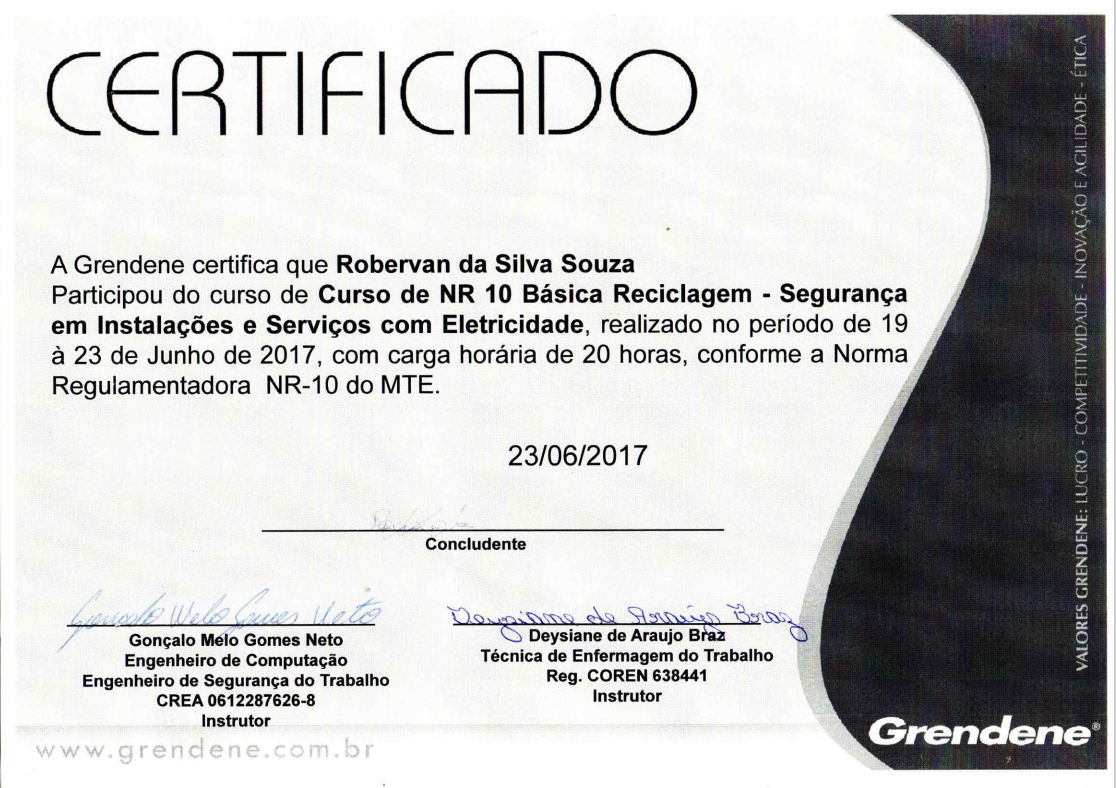 CERTIFICADO
A Grendene certifica que Robervan da Silva Souza
Participou do curso de Curso de NR 10 Básica Reciclagem - Segurança
em Instalações e Serviços com Eletricidade, realizado no período de 19
à 23 de Junho de 2017, com carga horária de 20 horas, conforme a Norma
Regulamentadora NR-10 do MTE.
23/06/2017
Concludente
Gonçalo Melo Gomes Neto
Gonçalo Melo Gomes Neto
Engenheiro de Computação
Engenheiro de Segurança do Trabalho
CREA 0612287626-8
Instrutor
Deysiane de Araujo Braz
Deysiane de Araujo Braz
Técnica de Enfermagem do Trabalho
Reg. COREN 638441
Instrutor
www.grendene.com.br
VALORES GRENDENE: LUCRO - COMPETITIVIDADE - INOVAÇÃO E AGILIDADE - ÉTICA
Grendene®